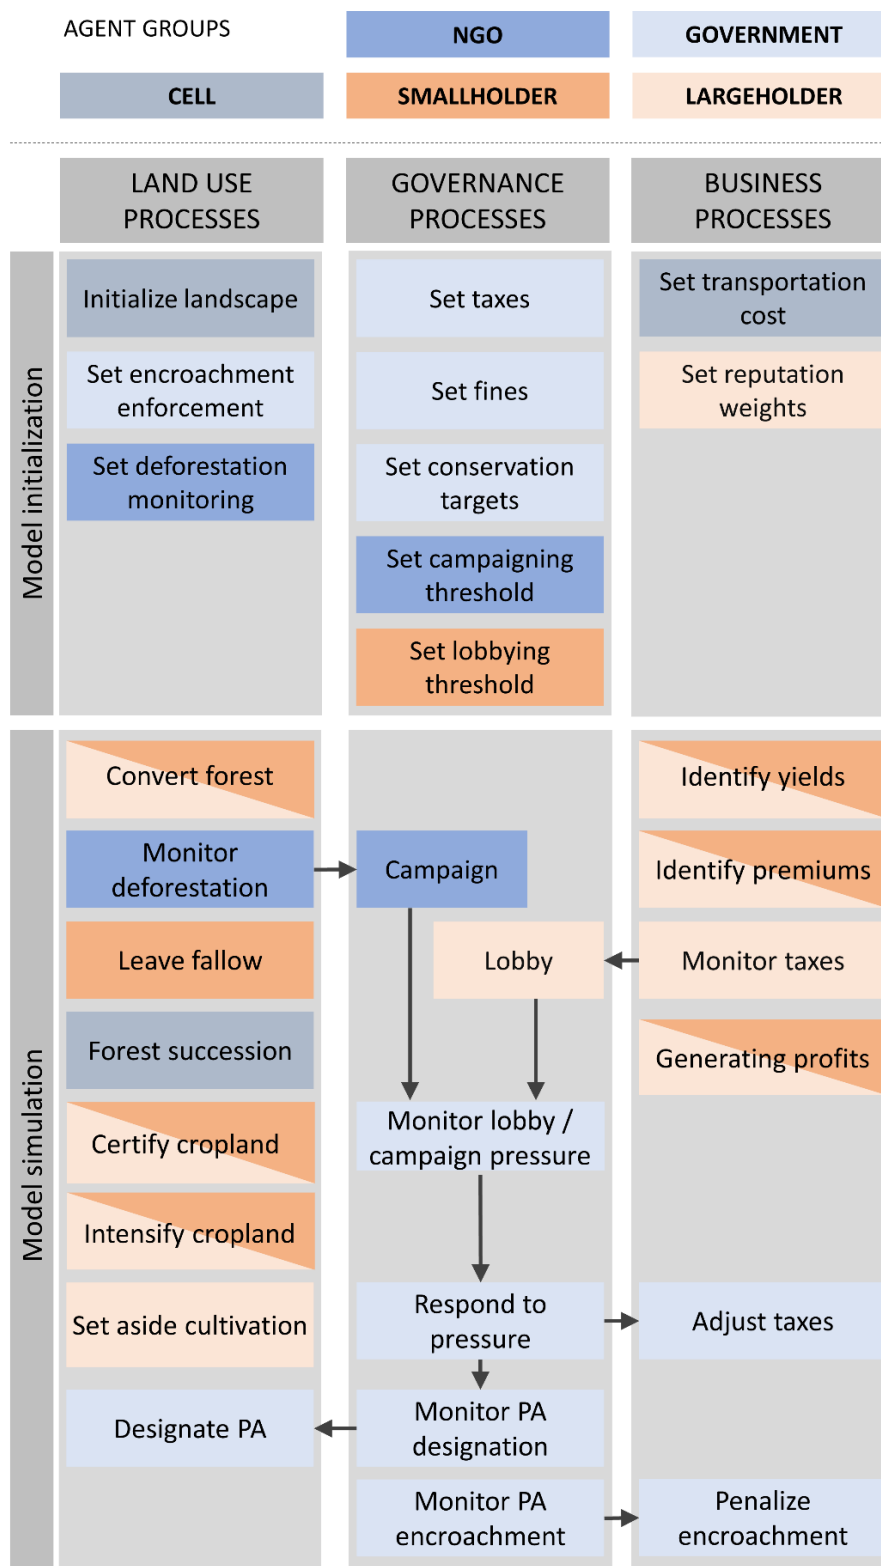 AGENT GROUPS
NGO
GOVERNMENT
CELL
SMALLHOLDER
LARGEHOLDER
LAND USE
PROCESSES
GOVERNANCE
PROCESSES
BUSINESS
PROCESSES
Model initialization
Initialize landscape
Set taxes
Set transportation
cost
Set encroachment
enforcement
Set fines
Set reputation
weights
Set deforestation
monitoring
Set conservation
targets
Set campaigning
threshold
Set lobbying
threshold
Model simulation
Convert forest
Identify yields
Monitor
deforestation
Campaign
Identify premiums
Leave fallow
Lobby
Monitor taxes
Forest succession
Generating profits
Certify cropland
Monitor lobby /
campaign pressure
Intensify cropland
Set aside cultivation
Respond to
pressure
Adjust taxes
Designate PA
Monitor PA
designation
Monitor PA
encroachment
Penalize
encroachment